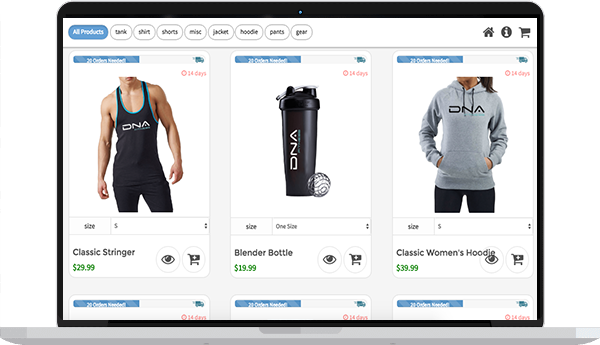 All Products tank shirt shorts misc jacket hoodie pants gear
20 Orders Needed! 20 Orders Needed! 20 Orders Needed!
14 days 14 days 14 days
DNA DNA DNA
size S size One Size size S
Classic Stringer Blender Bottle Classic Women's Hoodie
$29.99 $19.99 $39.99
20 Orders Needed! 20 Orders Needed! 20 Orders Needed!
14 days 14 days 14 days